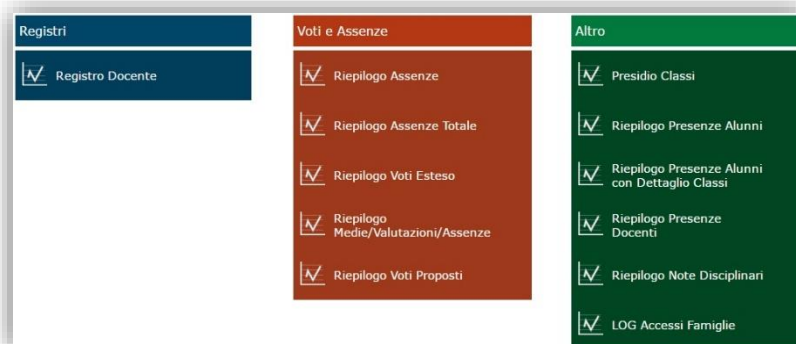 Registri
Registro Docente
Voti e Assenze
Riepilogo Assenze
Riepilogo Assenze Totale
Riepilogo Voti Esteso
Riepilogo
Medie/Valutazioni/Assenze
Riepilogo Voti Proposti
Altro
Presidio Classi
Riepilogo Presenze Alunni
Riepilogo Presenze Alunni
con Dettaglio Classi
Riepilogo Presenze
Docenti
Riepilogo Note Disciplinari
LOG Accessi Famiglie